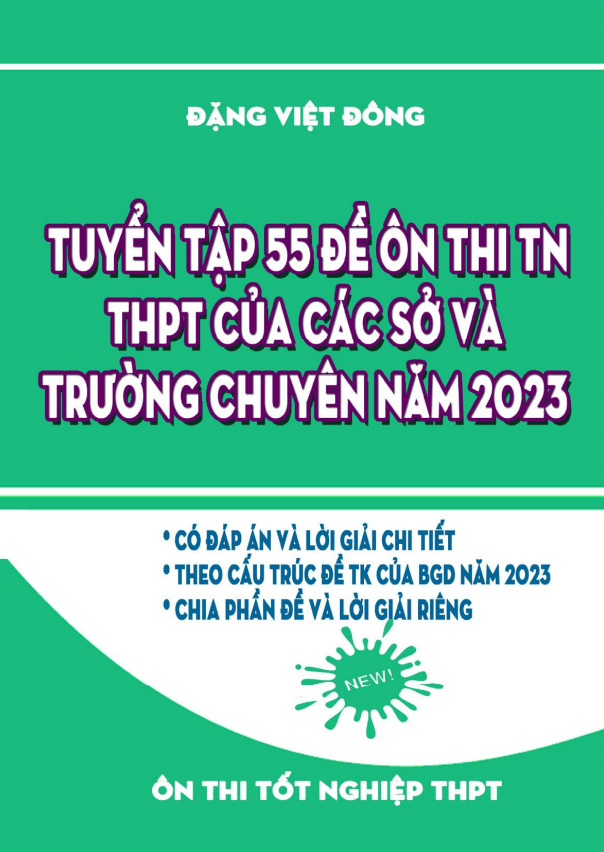 ĐẶNG VIỆT ĐÔNG
TUYỂN TẬP 55 ĐỀ ÔN THI TN
THPT CỦA CÁC SỞ VÀ
TRƯỜNG CHUYÊN NĂM 2023
* CÓ ĐÁP ÁN VÀ LỜI GIẢI CHI TIẾT
* THEO CẤU TRÚC ĐỀ TK CỦA BGD NĂM 2023
* CHIA PHẦN ĐỀ VÀ LỜI GIẢI RIÊNG
NEW!
ÔN THI TỐT NGHIỆP THPT